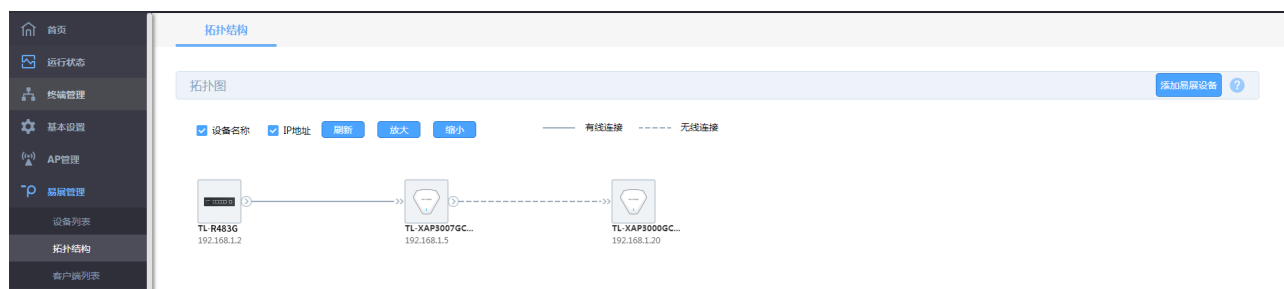 首页
运行状态
终端管理
基本设置
AP管理
易展管理
设备列表
拓扑结构
客户端列表
拓扑结构
拓扑图
添加易展设备
?
设备名称 IP地址 刷新 放大 缩小 有线连接 无线连接
TL-R483G TL-XAP3007GC... TL-XAP3000GC...
192.168.1.2 192.168.1.5 192.168.1.20